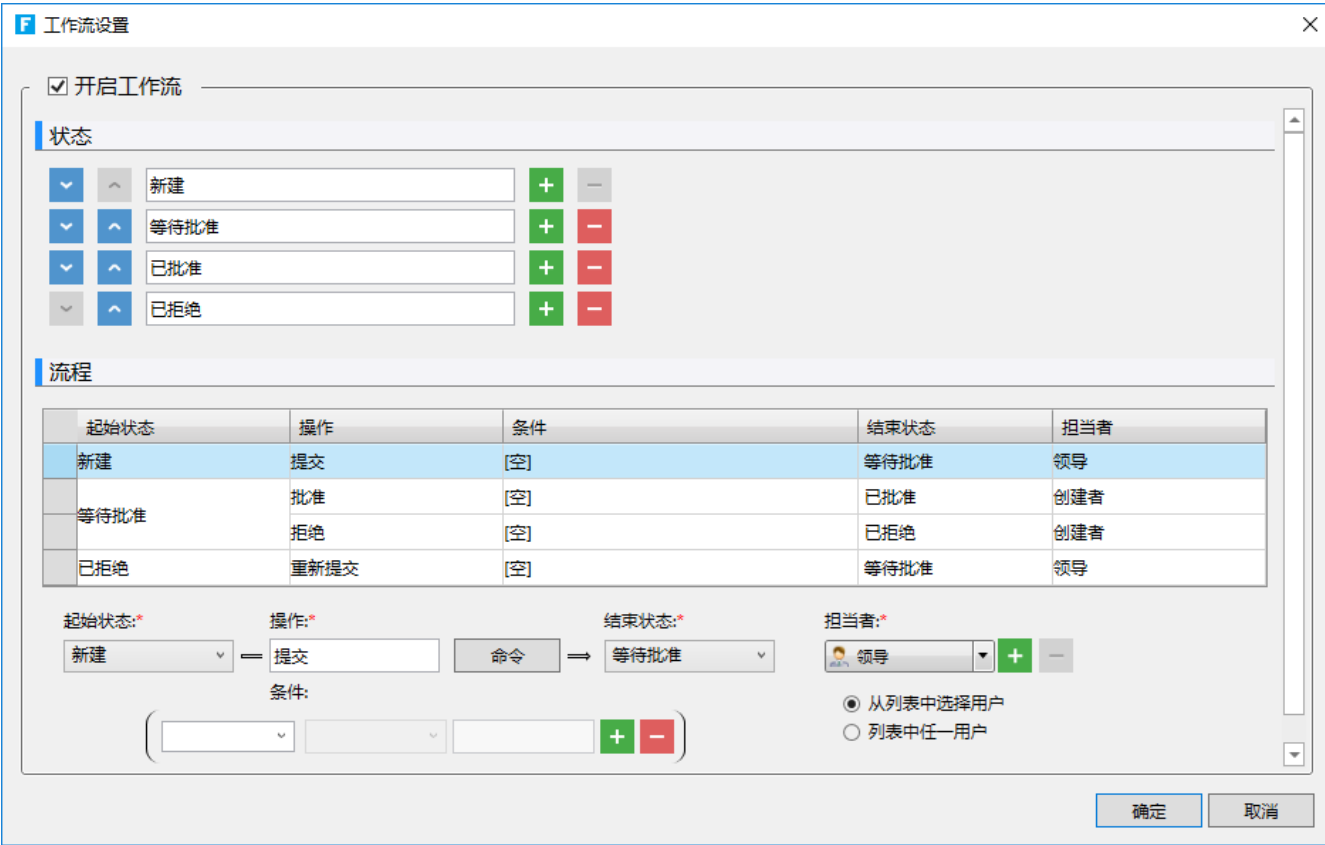 F 工作流设置
开启工作流
状态
新建
等待批准
已批准
已拒绝
流程
起始状态 操作 条件 结束状态 担当者
新建 提交 [空] 等待批准 领导
等待批准 批准 [空] 已批准 创建者
拒绝 [空] 已拒绝 创建者
已拒绝 重新提交 [空] 等待批准 领导
起始状态:* 操作:* 结束状态:* 担当者:*
新建 提交 命令 等待批准 领导
条件:
从列表中选择用户
列表中任一用户
确定 取消